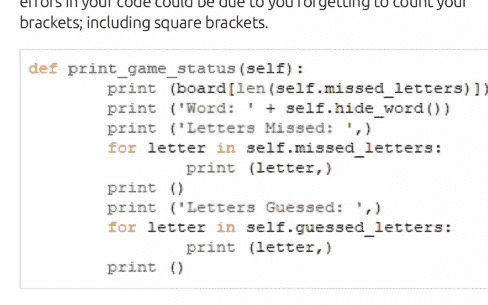 errors in your code could be due to you forgetting to count your
brackets; including square brackets.
def print_game_status(self):
print (board[len(self.missed_letters)])
print ('Word: ' + self.hide_word())
print ('Letters Missed: ',)
for letter in self.missed_letters:
print (letter,)
print ()
print ('Letters Guessed: ',)
for letter in self.guessed_letters:
print (letter,)
print ()